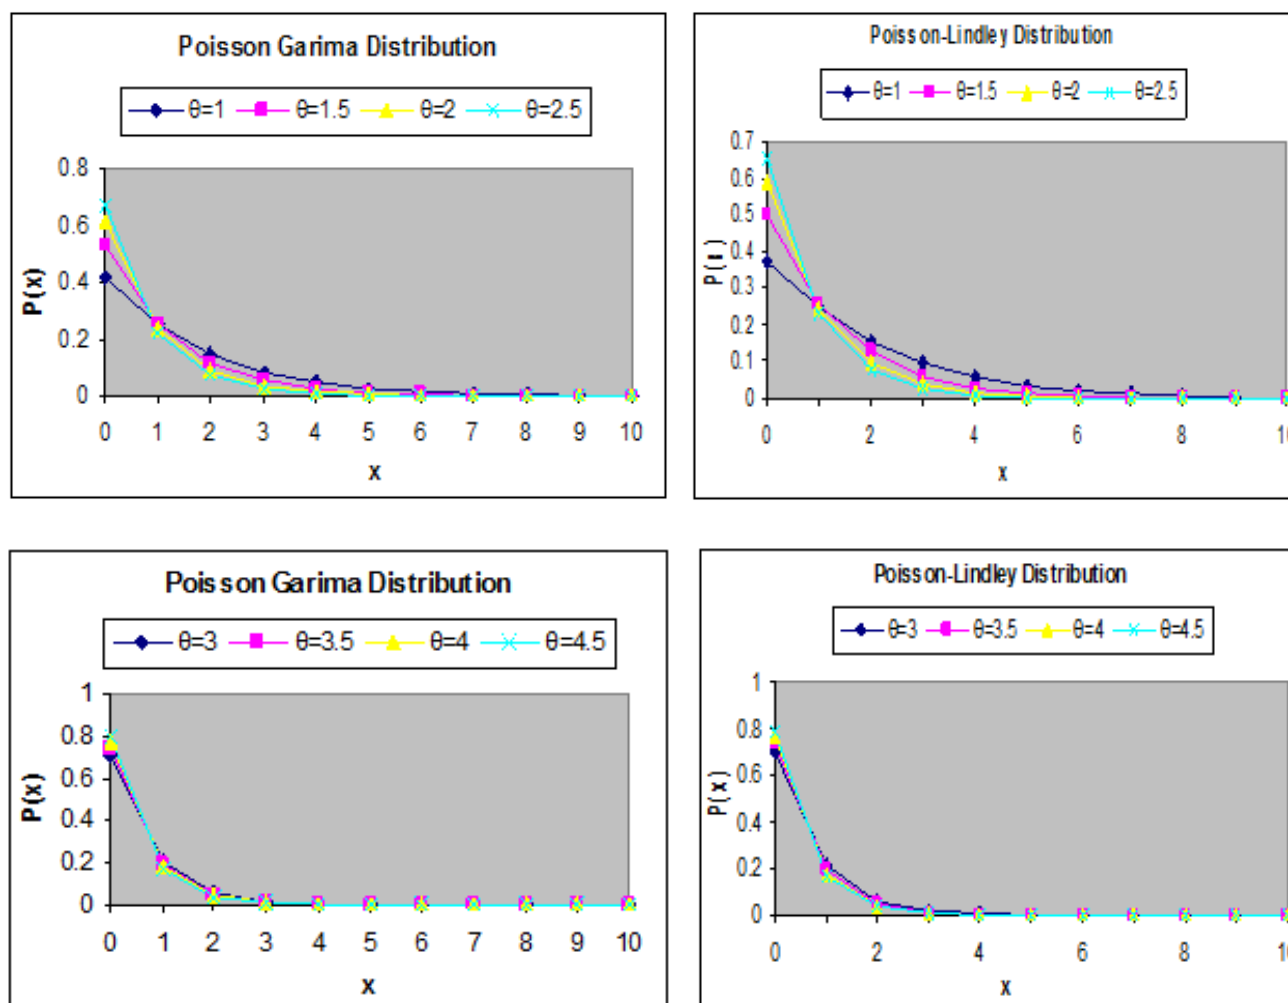 Poisson Garima Distribution
θ=1 θ=1.5 θ=2 θ=2.5
0.8
0.6
0.4
0.2
0
P(x)
0 1 2 3 4 5 6 7 8 9 10
x
Poisson-Lindley Distribution
θ=1 θ=1.5 θ=2 θ=2.5
0.7
0.6
0.5
0.4
0.3
0.2
0.1
0
P(x)
0 2 4 6 8 10
x
Poisson Garima Distribution
θ=3 θ=3.5 θ=4 θ=4.5
1
0.8
0.6
0.4
0.2
0
P(x)
0 1 2 3 4 5 6 7 8 9 10
x
Poisson-Lindley Distribution
θ=3 θ=3.5 θ=4 θ=4.5
1
0.8
0.6
0.4
0.2
0
P(x)
0 2 4 6 8 10
x